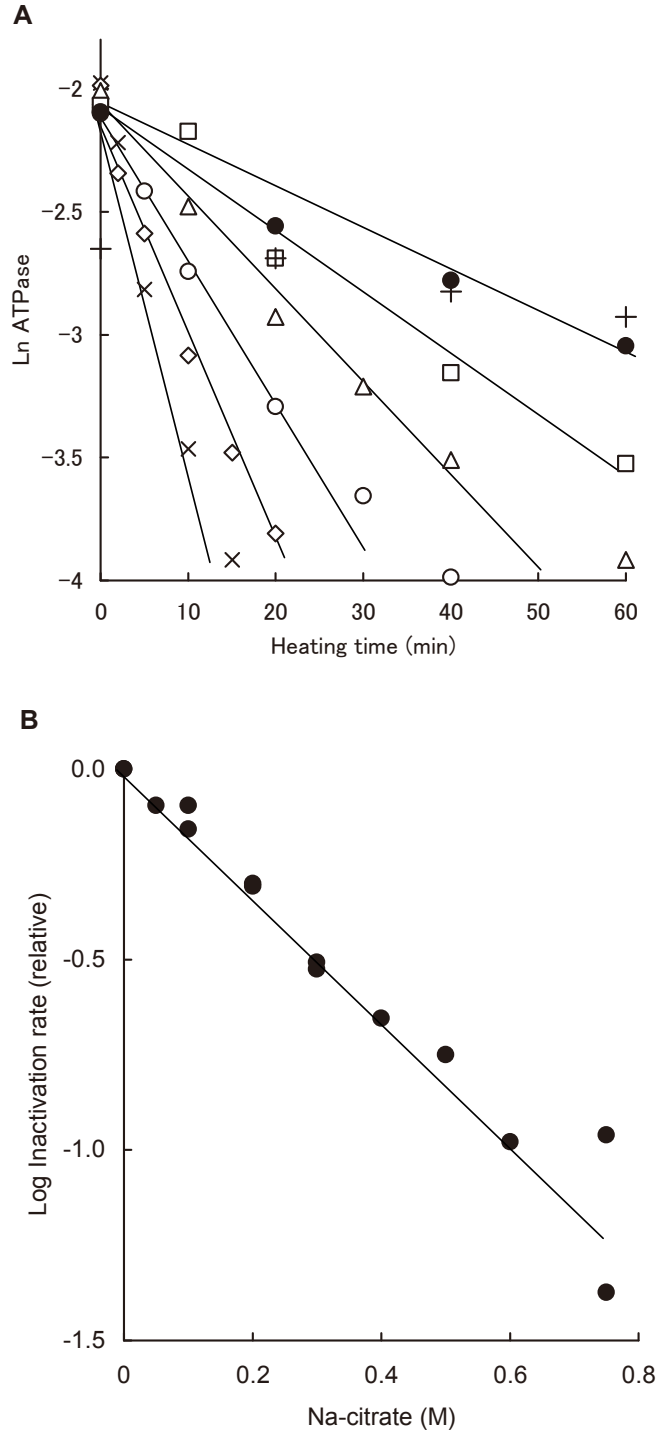 A
−2
−2.5
−3
−3.5
−4
Ln ATPase
0 10 20 30 40 50 60
Heating time (min)
B
0.0
-0.5
-1.0
-1.5
Log Inactivation rate (relative)
0 0.2 0.4 0.6 0.8
Na-citrate (M)